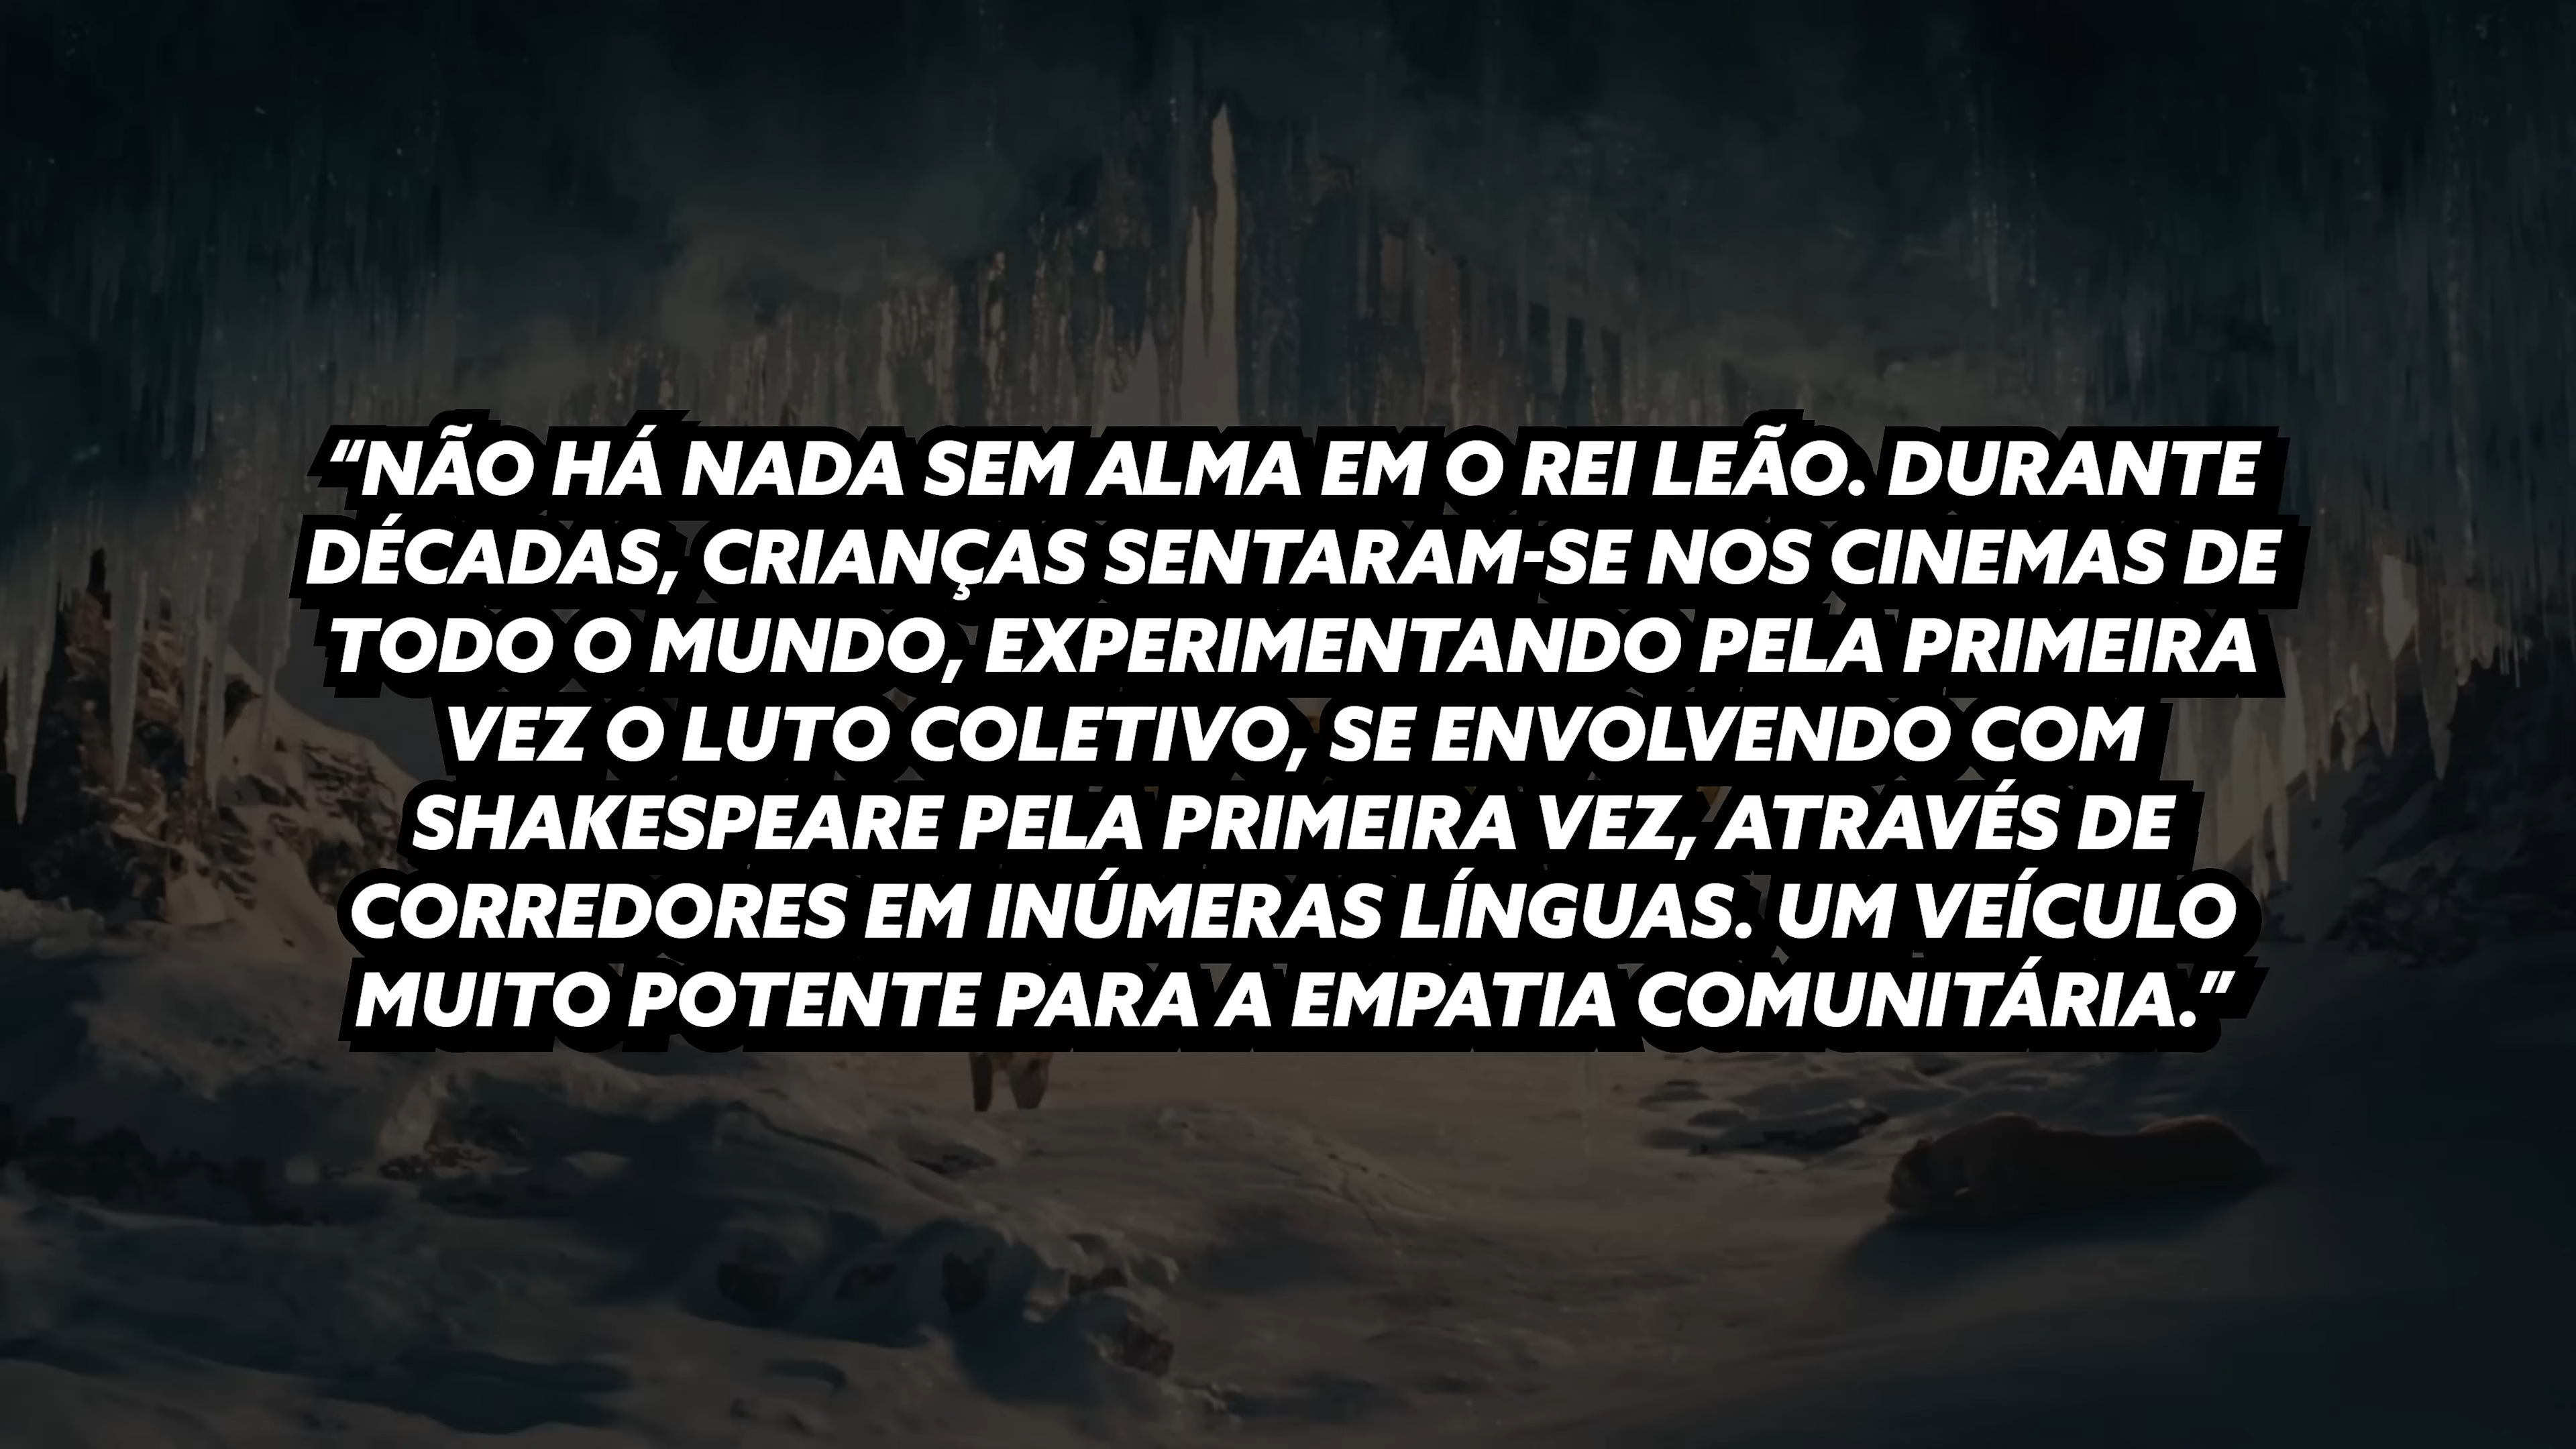 “NÃO HÁ NADA SEM ALMA EM O REI LEÃO. DURANTE
DÉCADAS, CRIANÇAS SENTARAM-SE NOS CINEMAS DE
TODO O MUNDO, EXPERIMENTANDO PELA PRIMEIRA
VEZ O LUTO COLETIVO, SE ENVOLVENDO COM
SHAKESPEARE PELA PRIMEIRA VEZ, ATRAVÉS DE
CORREDORES EM INÚMERAS LÍNGUAS. UM VEÍCULO
MUITO POTENTE PARA A EMPATIA COMUNITÁRIA.”